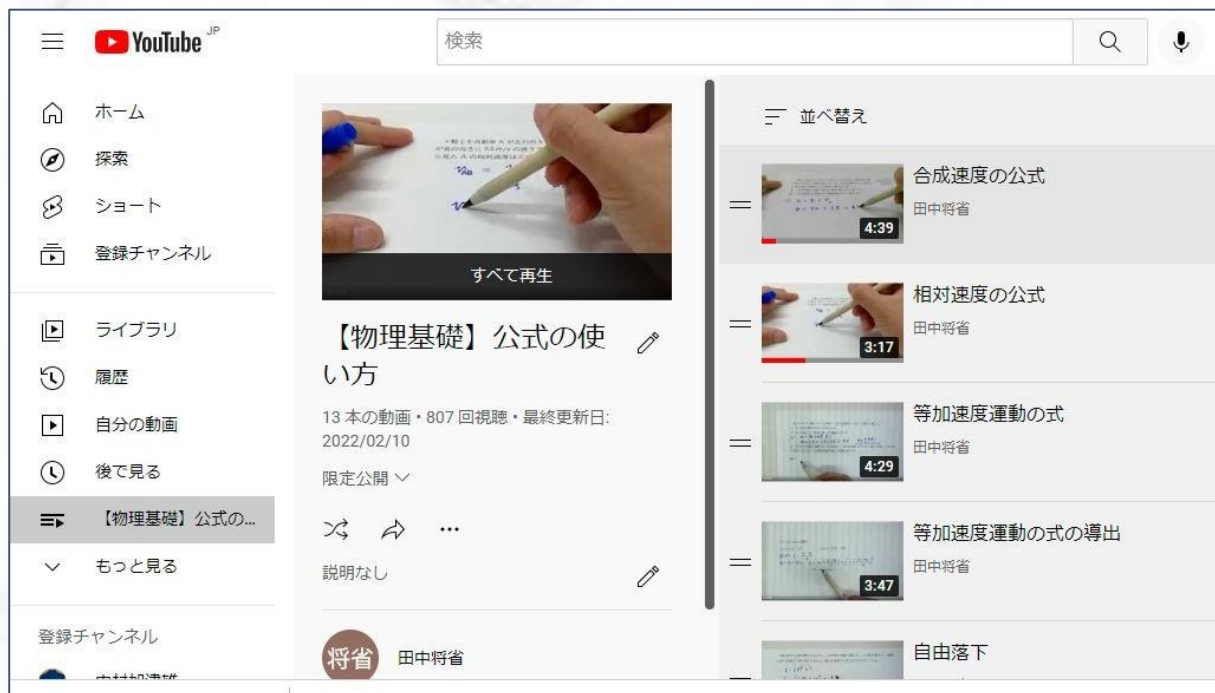 YouTube JP
検索
ホーム
探索
ショート
登録チャンネル
ライブラリ
履歴
自分の動画
後で見る
【物理基礎】公式の...
もっと見る
登録チャンネル
すべて再生
【物理基礎】公式の使
い方
13 本の動画・807 回視聴・最終更新日:
2022/02/10
限定公開
説明なし
将省 田中将省
並べ替え
合成速度の公式
田中将省
4:39
相対速度の公式
田中将省
3:17
等加速度運動の式
田中将省
4:29
等加速度運動の式の導出
田中将省
3:47
自由落下